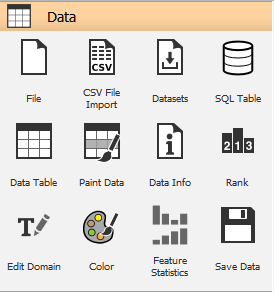 Data
File
CSV File
Import
Datasets
SQL Table
Data Table
Paint Data
Data Info
Rank
Edit Domain
Color
Feature
Statistics
Save Data
CSV
2 1 3